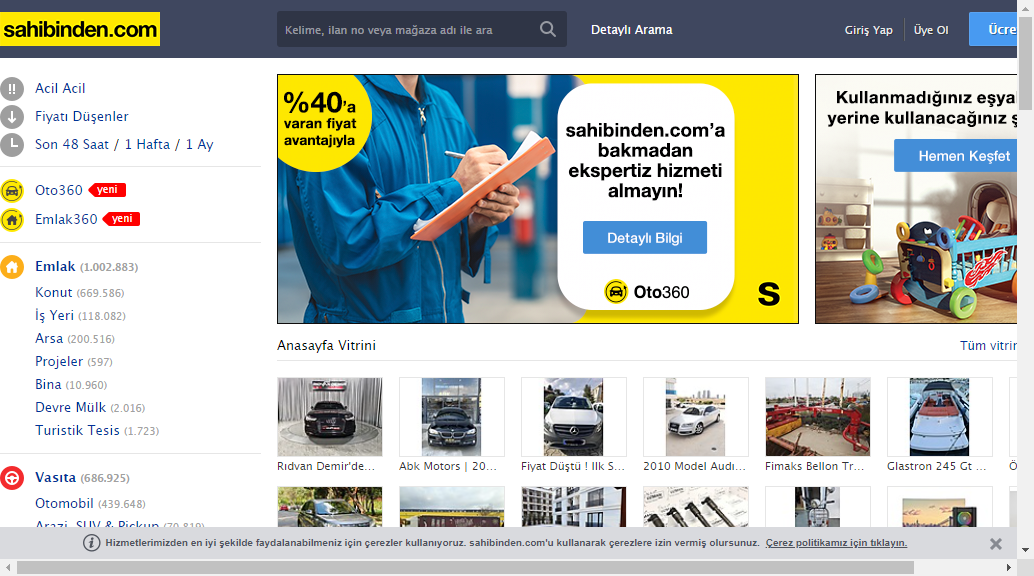 sahibinden.com
Kelime, ilan no veya mağaza adı ile ara
Detaylı Arama
Giriş Yap
Üye Ol
Ücre
Acil Acil
Fiyatı Düşenler
Son 48 Saat / 1 Hafta / 1 Ay
Oto360 yeni
Emlak360 yeni
Emlak (1.002.883)
Konut (669.586)
İş Yeri (118.082)
Arsa (200.516)
Projeler (597)
Bina (10.960)
Devre Mülk (2.016)
Turistik Tesis (1.723)
Vasıta (686.925)
Otomobil (439.648)
Arazi, SUV & Pickup (70.819)
%40'a
varan fiyat
avantajıyla
sahibinden.com'a
bakmadan
ekspertiz hizmeti
almayın!
Detaylı Bilgi
Oto360
S
Kullanmadığınız eşya
yerine kullanacağınız ş
Hemen Keşfet
Anasayfa Vitrini
Tüm vitrin
Rıdvan Demir'de...
Abk Motors | 20...
Fiyat Düştü ! Ilk S...
2010 Model Audı...
Fimaks Bellon Tr...
Glastron 245 Gt ...
Hizmetlerimizden en iyi şekilde faydalanabilmeniz için çerezler kullanıyoruz. sahibinden.com'u kullanarak çerezlere izin vermiş olursunuz. Çerez politikamız için tıklayın.